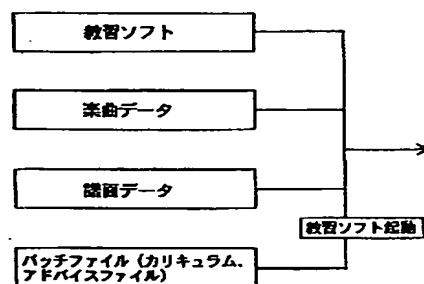 教習ソフト
楽曲データ
譜面データ
教習ソフト起動
バッチファイル（カリキュラム、
アドバイスファイル）